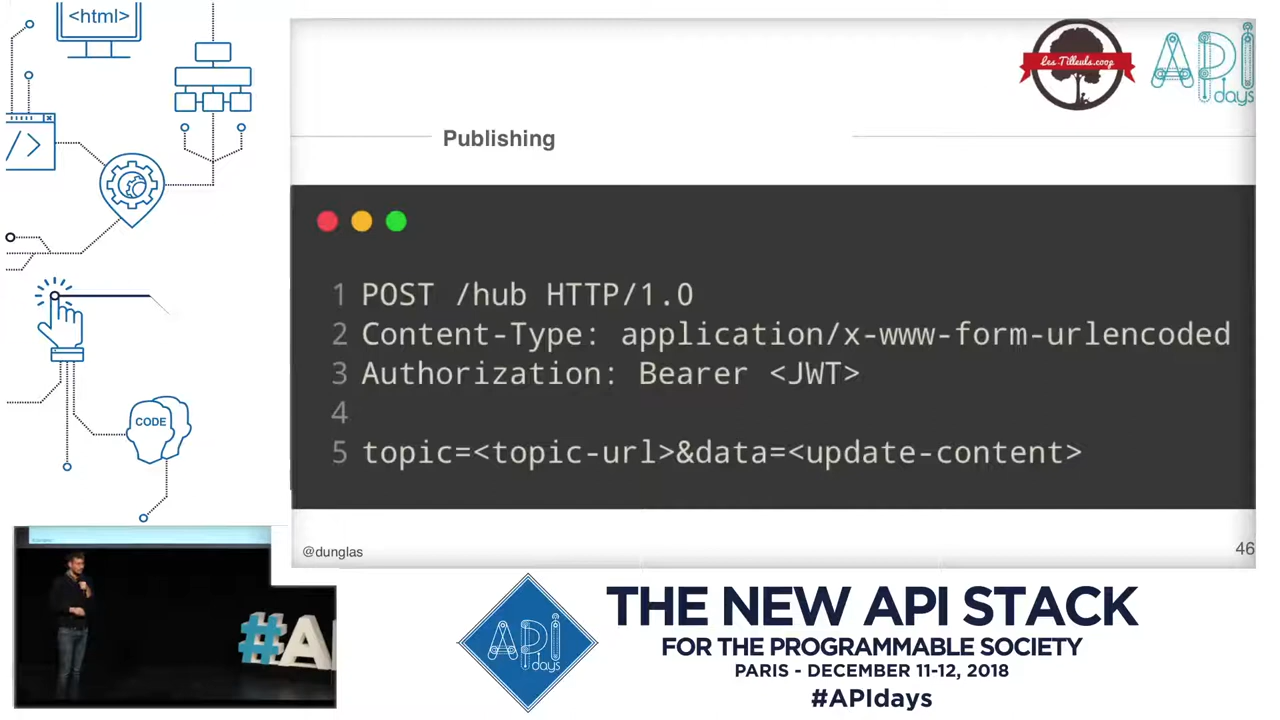 <html>
Les-Tilleuls.coop
API
days
Publishing
</>
1 POST /hub HTTP/1.0
2 Content-Type: application/x-www-form-urlencoded
3 Authorization: Bearer <JWT>
4
5 topic=<topic-url>&data=<update-content>
CODE
@dunglas
46
#AP
API
days
THE NEW API STACK
FOR THE PROGRAMMABLE SOCIETY
PARIS - DECEMBER 11-12, 2018
#APIdays